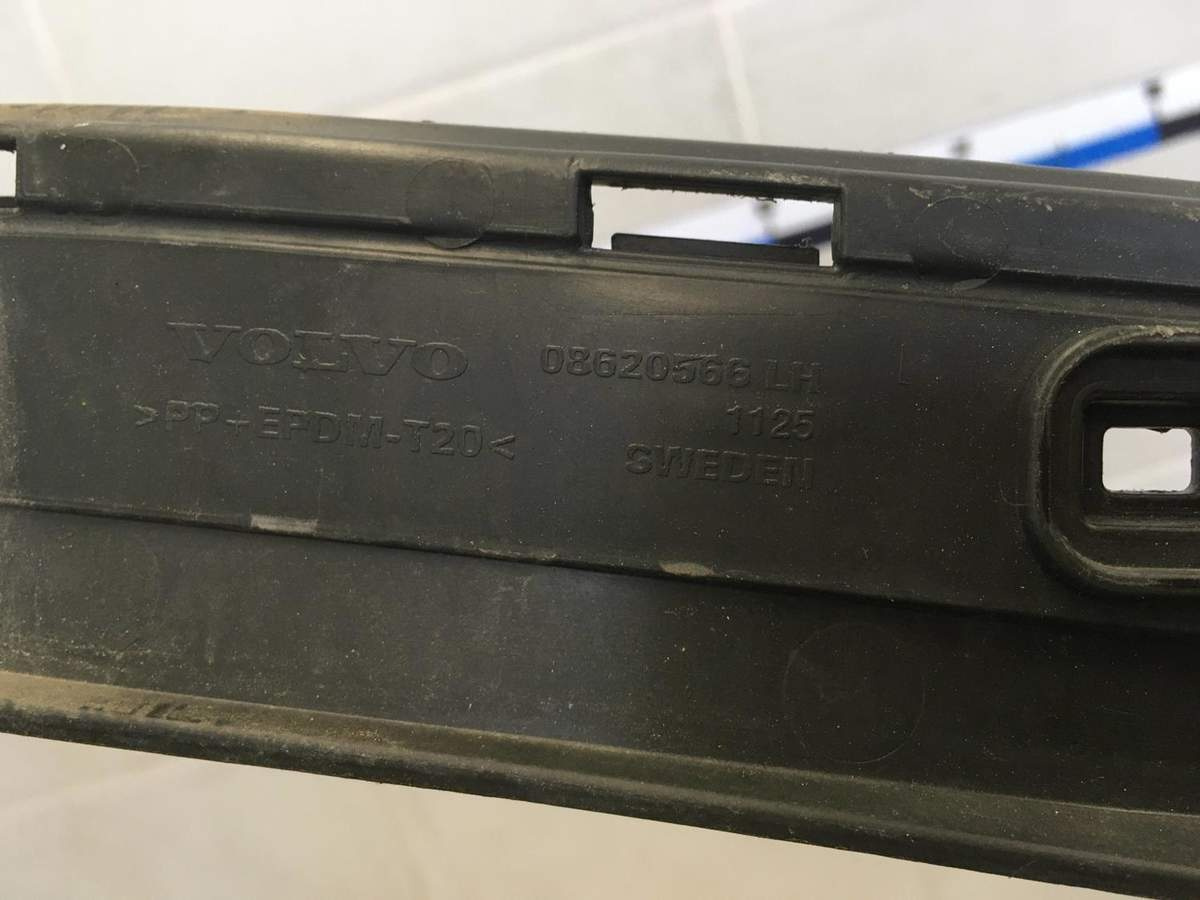 VOLVO 08620566 LH
>PP+EPDM-T20< 1125
SWEDEN